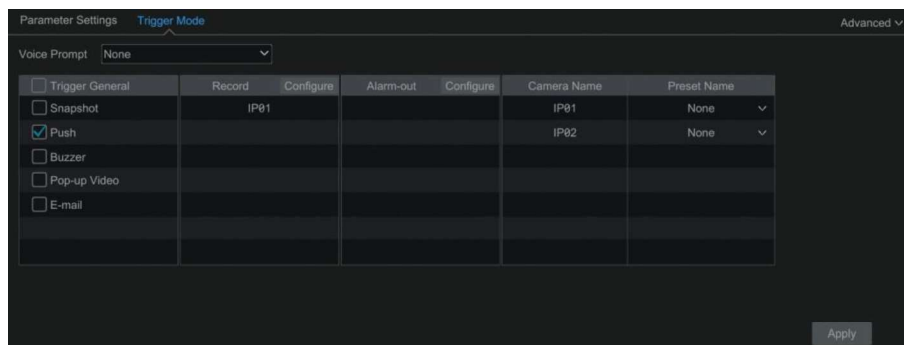 Parameter Settings Trigger Mode Advanced
Voice Prompt None
Trigger General Record Configure Alarm-out Configure Camera Name Preset Name
Snapshot IP01 IP01 None
Push IP02 None
Buzzer
Pop-up Video
E-mail
Apply